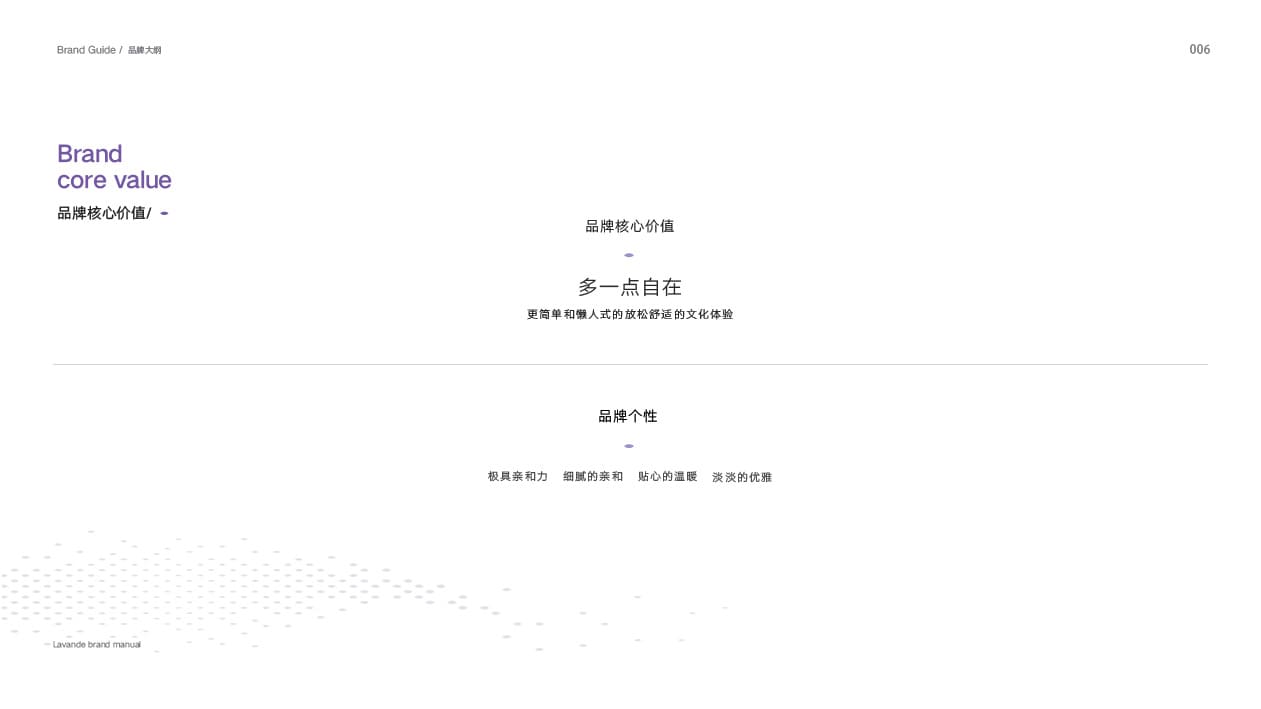 Brand Guide / 品牌大纲
006
Brand
core value
品牌核心价值/
品牌核心价值
多一点自在
更简单和懒人式的放松舒适的文化体验
品牌个性
极具亲和力 细腻的亲和 贴心的温暖 淡淡的优雅
Lavande brand manual